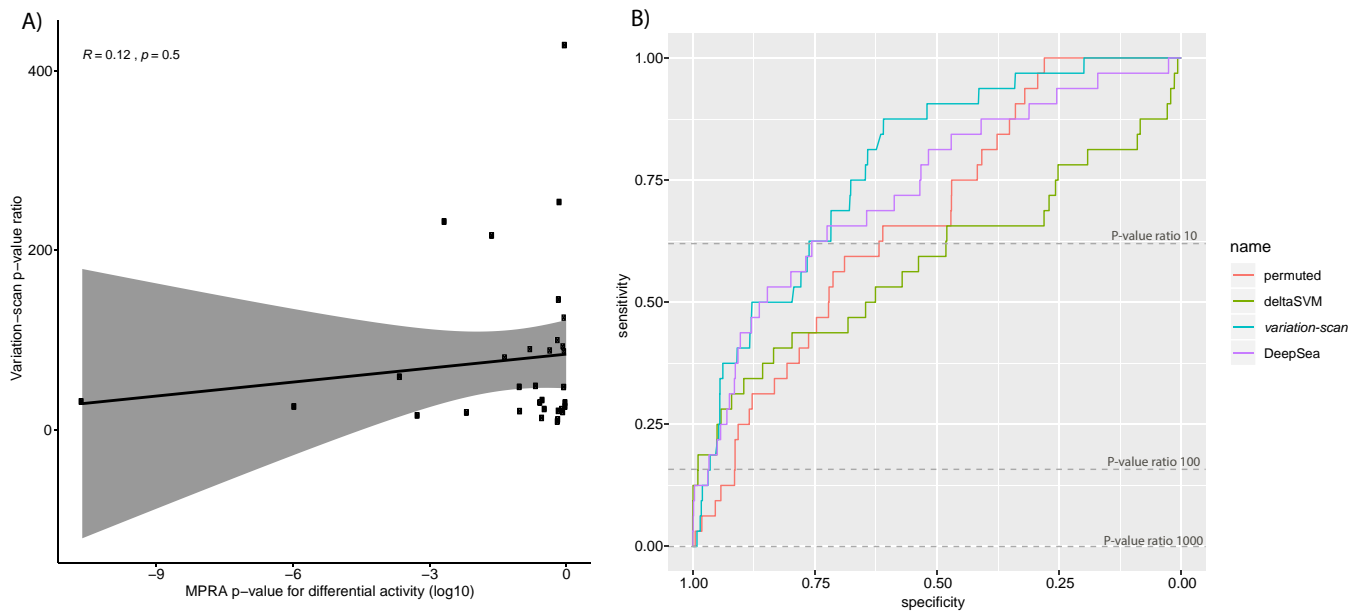 A)
R = 0.12 , p = 0.5
400
200
0
Variation−scan p−value ratio
−9
−6
−3
0
MPRA p−value for differential activity (log10)
B)
1.00
0.75
0.50
0.25
0.00
sensitivity
P-value ratio 10
P-value ratio 100
P-value ratio 1000
1.00
0.75
0.50
0.25
0.00
specificity
name
permuted
deltaSVM
variation-scan
DeepSea